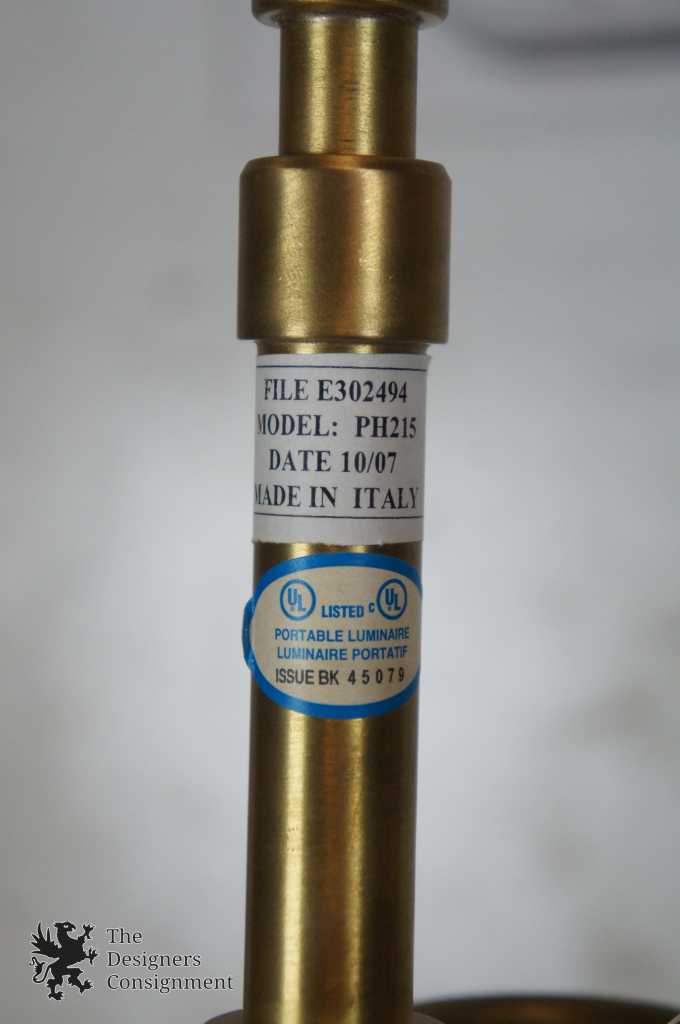 FILE E302494
MODEL: PH215
DATE 10/07
MADE IN ITALY
UL LISTED C UL
PORTABLE LUMINAIRE
LUMINAIRE PORTATIF
ISSUE BK 45079
The
Designers
Consignment